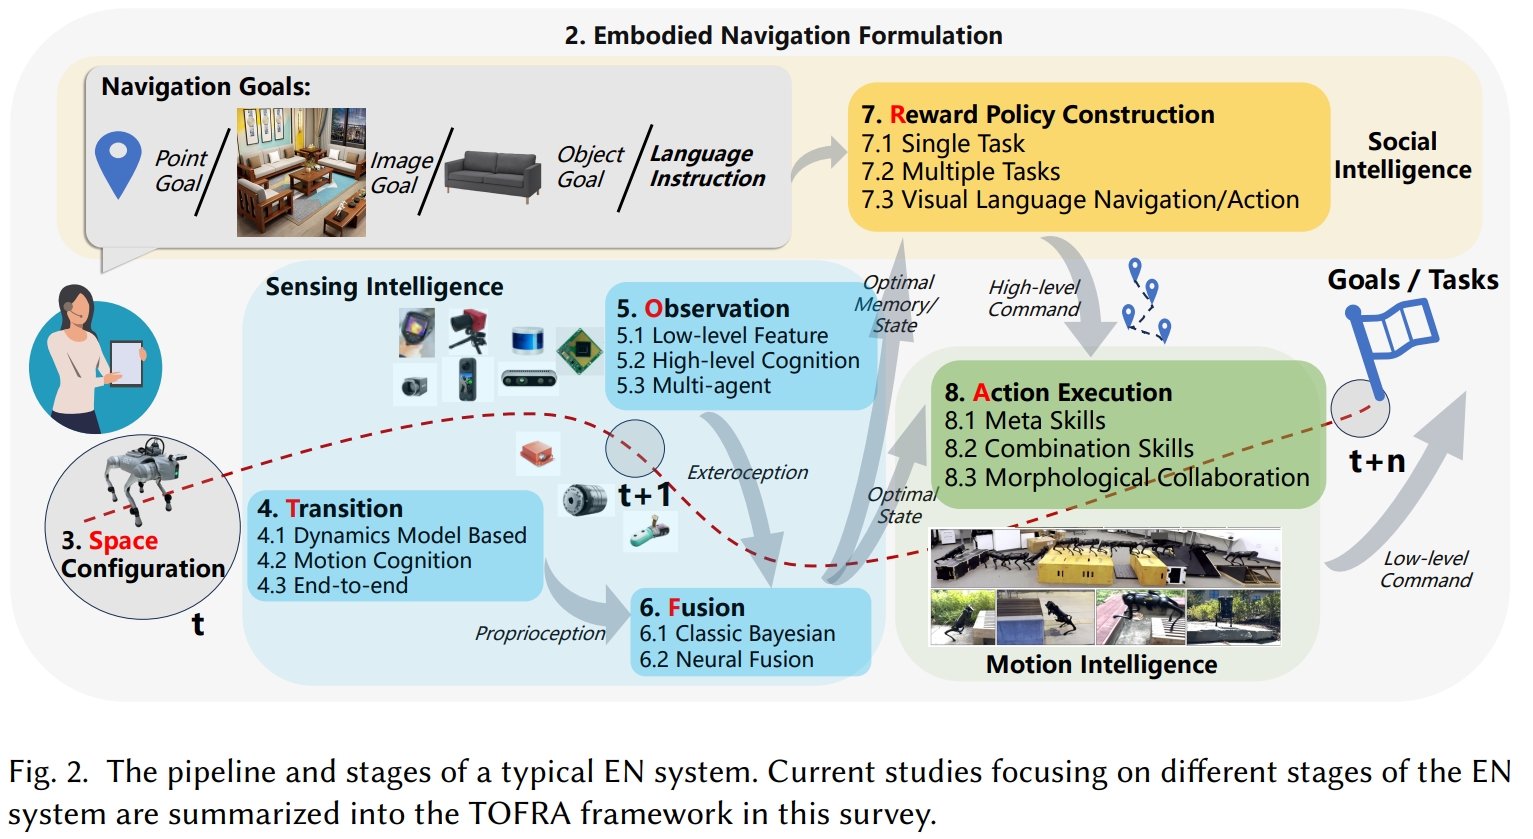 2. Embodied Navigation Formulation
Navigation Goals:
Point
Goal
Image
Goal
Object
Goal
Language
Instruction
7. Reward Policy Construction
7.1 Single Task
7.2 Multiple Tasks
7.3 Visual Language Navigation/Action
Social
Intelligence
Sensing Intelligence
5. Observation
5.1 Low-level Feature
5.2 High-level Cognition
5.3 Multi-agent
Optimal
Memory/
State
High-level
Command
Goals / Tasks
8. Action Execution
8.1 Meta Skills
8.2 Combination Skills
8.3 Morphological Collaboration
t+n
t+1
Exteroception
Optimal
State
4. Transition
4.1 Dynamics Model Based
4.2 Motion Cognition
4.3 End-to-end
3. Space
Configuration
t
Proprioception
6. Fusion
6.1 Classic Bayesian
6.2 Neural Fusion
Low-level
Command
Motion Intelligence
Fig. 2. The pipeline and stages of a typical EN system. Current studies focusing on different stages of the EN
system are summarized into the TOFRA framework in this survey.